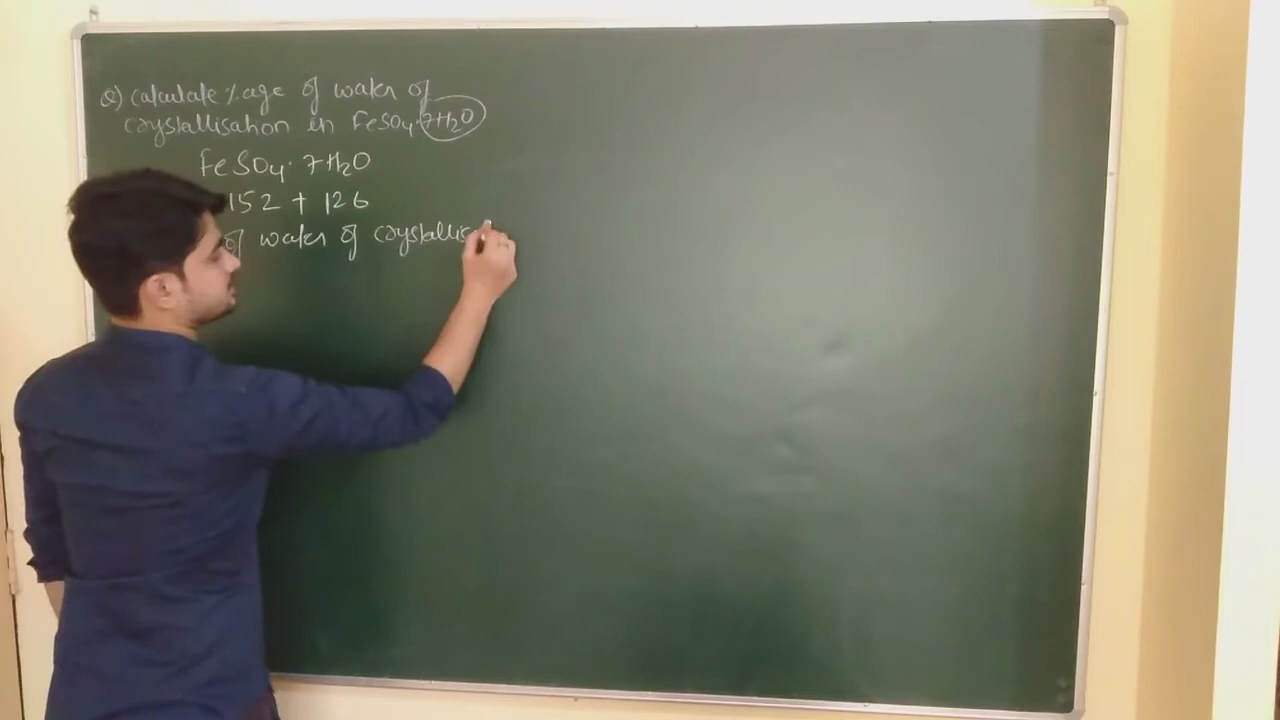 Q) Calculate %age of water of
crystallisation in FeSO4.7H2O
FeSO4.7H2O
152 + 126
of water of crystallis